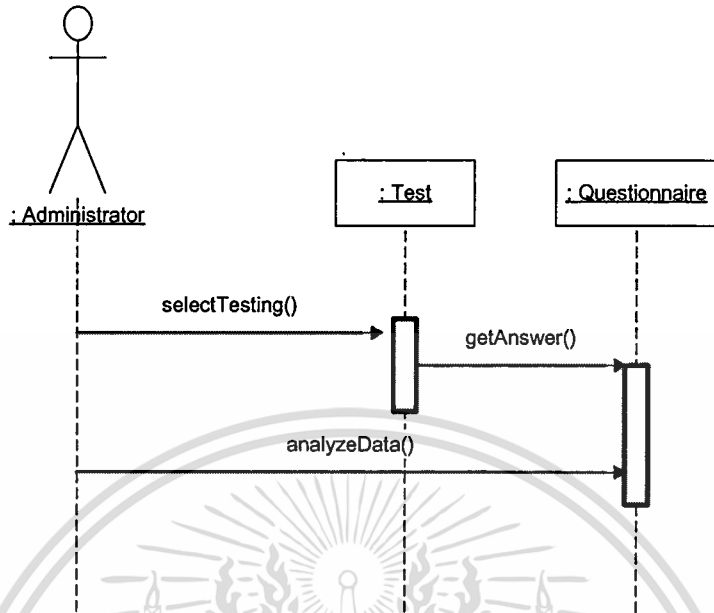 : Administrator
: Test
: Questionnaire
selectTesting()
getAnswer()
analyzeData()